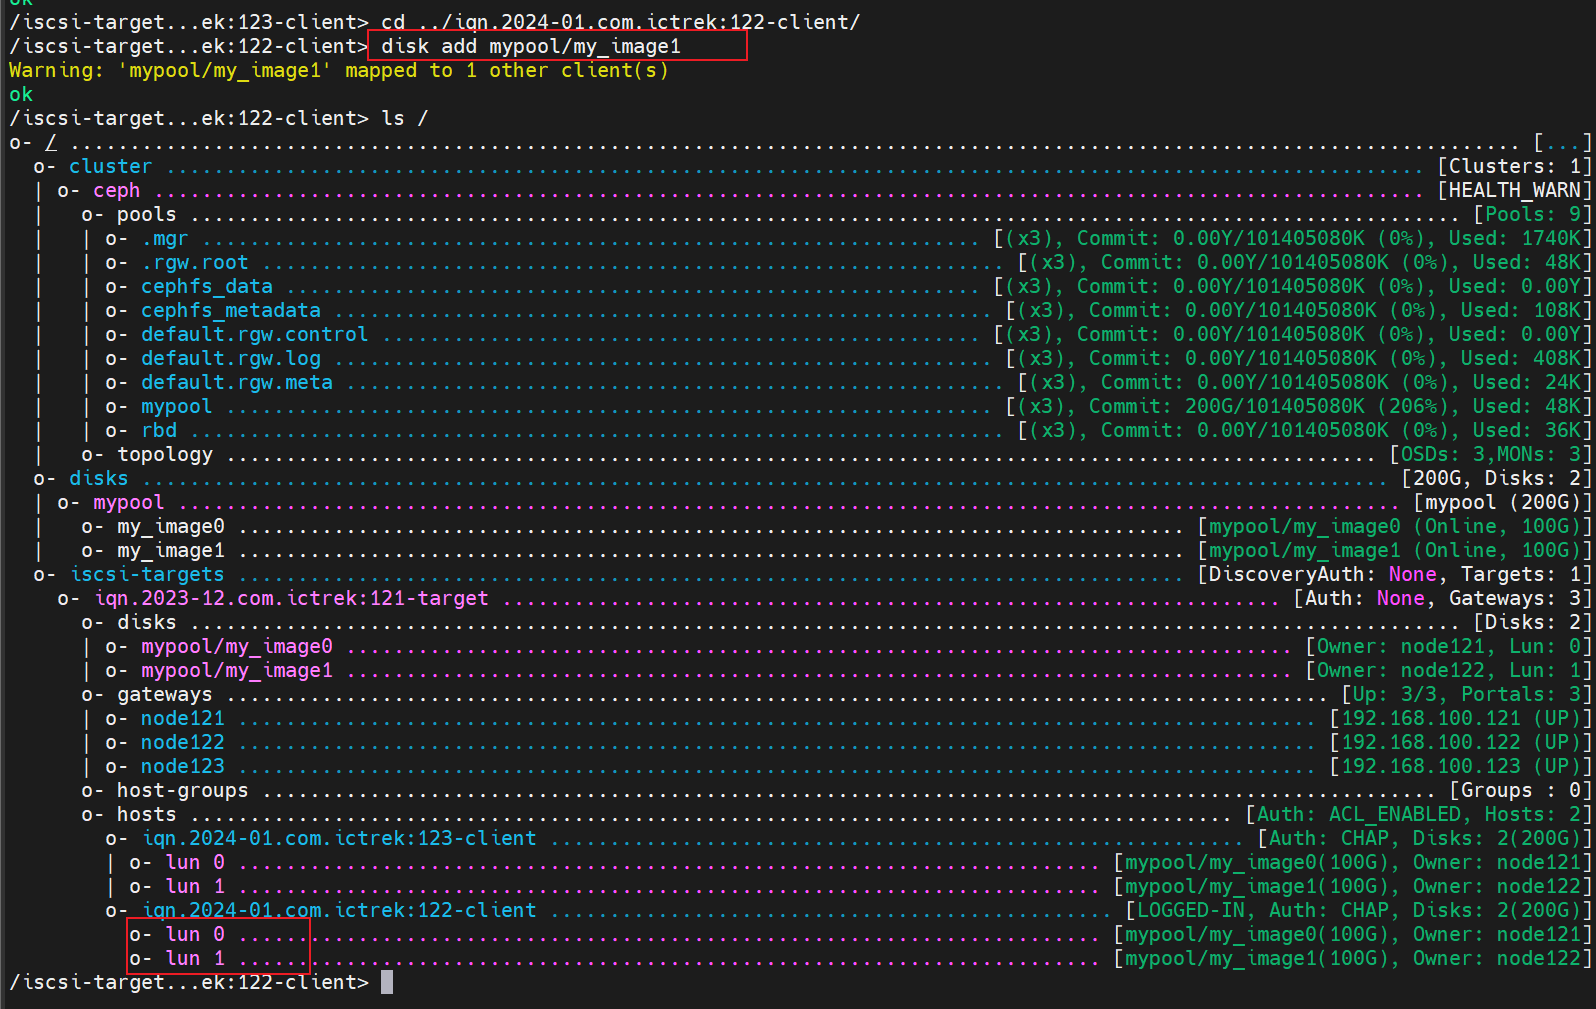 ok
/iscsi-target...ek:123-client> cd ../iqn.2024-01.com.ictrek:122-client/
/iscsi-target...ek:122-client> disk add mypool/my_image1
Warning: 'mypool/my_image1' mapped to 1 other client(s)
ok
/iscsi-target...ek:122-client> ls /
o- / ......................................................................................................................... [...]
  o- cluster ......................................................................................................... [Clusters: 1]
  | o- ceph .......................................................................................................... [HEALTH_WARN]
  |   o- pools .......................................................................................................... [Pools: 9]
  |   | o- .mgr ................................................................. [(x3), Commit: 0.00Y/101405080K (0%), Used: 1740K]
  |   | o- .rgw.root .............................................................. [(x3), Commit: 0.00Y/101405080K (0%), Used: 48K]
  |   | o- cephfs_data .......................................................... [(x3), Commit: 0.00Y/101405080K (0%), Used: 0.00Y]
  |   | o- cephfs_metadata ....................................................... [(x3), Commit: 0.00Y/101405080K (0%), Used: 108K]
  |   | o- default.rgw.control .................................................. [(x3), Commit: 0.00Y/101405080K (0%), Used: 0.00Y]
  |   | o- default.rgw.log ....................................................... [(x3), Commit: 0.00Y/101405080K (0%), Used: 408K]
  |   | o- default.rgw.meta ....................................................... [(x3), Commit: 0.00Y/101405080K (0%), Used: 24K]
  |   | o- mypool ................................................................ [(x3), Commit: 200G/101405080K (206%), Used: 48K]
  |   | o- rbd .................................................................... [(x3), Commit: 0.00Y/101405080K (0%), Used: 36K]
  |   o- topology ................................................................................................ [OSDs: 3,MONs: 3]
  o- disks ........................................................................................................ [200G, Disks: 2]
  | o- mypool ...................................................................................................... [mypool (200G)]
  |   o- my_image0 ............................................................................... [mypool/my_image0 (Online, 100G)]
  |   o- my_image1 ............................................................................... [mypool/my_image1 (Online, 100G)]
  o- iscsi-targets ............................................................................... [DiscoveryAuth: None, Targets: 1]
    o- iqn.2023-12.com.ictrek:121-target ................................................................. [Auth: None, Gateways: 3]
      o- disks .......................................................................................................... [Disks: 2]
      | o- mypool/my_image0 ............................................................................... [Owner: node121, Lun: 0]
      | o- mypool/my_image1 ............................................................................... [Owner: node122, Lun: 1]
      o- gateways ............................................................................................ [Up: 3/3, Portals: 3]
      | o- node121 .......................................................................................... [192.168.100.121 (UP)]
      | o- node122 .......................................................................................... [192.168.100.122 (UP)]
      | o- node123 .......................................................................................... [192.168.100.123 (UP)]
      o- host-groups .................................................................................................. [Groups : 0]
      o- hosts ....................................................................................... [Auth: ACL_ENABLED, Hosts: 2]
        o- iqn.2024-01.com.ictrek:123-client .......................................................... [Auth: CHAP, Disks: 2(200G)]
        | o- lun 0 ........................................................................ [mypool/my_image0(100G), Owner: node121]
        | o- lun 1 ........................................................................ [mypool/my_image1(100G), Owner: node122]
        o- iqn.2024-01.com.ictrek:122-client ............................................... [LOGGED-IN, Auth: CHAP, Disks: 2(200G)]
          o- lun 0 ........................................................................ [mypool/my_image0(100G), Owner: node121]
          o- lun 1 ........................................................................ [mypool/my_image1(100G), Owner: node122]
/iscsi-target...ek:122-client>